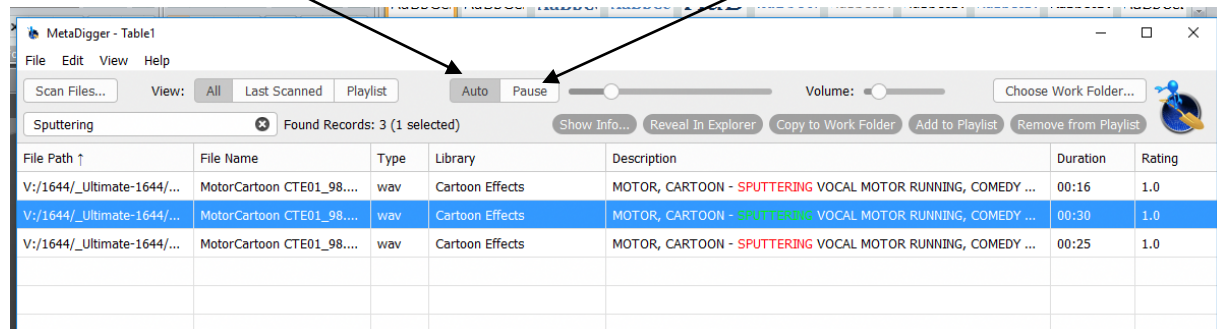 MetaDigger - Table1
File Edit View Help
Scan Files... View: All Last Scanned Playlist Auto Pause Volume: Choose Work Folder...
Sputtering Found Records: 3 (1 selected) Show Info... Reveal In Explorer Copy to Work Folder Add to Playlist Remove from Playlist
File Path ↑ File Name Type Library Description Duration Rating
V:/1644/_Ultimate-1644/... MotorCartoon CTE01_98.... wav Cartoon Effects MOTOR, CARTOON - SPUTTERING VOCAL MOTOR RUNNING, COMEDY ... 00:16 1.0
V:/1644/_Ultimate-1644/... MotorCartoon CTE01_98.... wav Cartoon Effects MOTOR, CARTOON - SPUTTERING VOCAL MOTOR RUNNING, COMEDY ... 00:30 1.0
V:/1644/_Ultimate-1644/... MotorCartoon CTE01_98.... wav Cartoon Effects MOTOR, CARTOON - SPUTTERING VOCAL MOTOR RUNNING, COMEDY ... 00:25 1.0